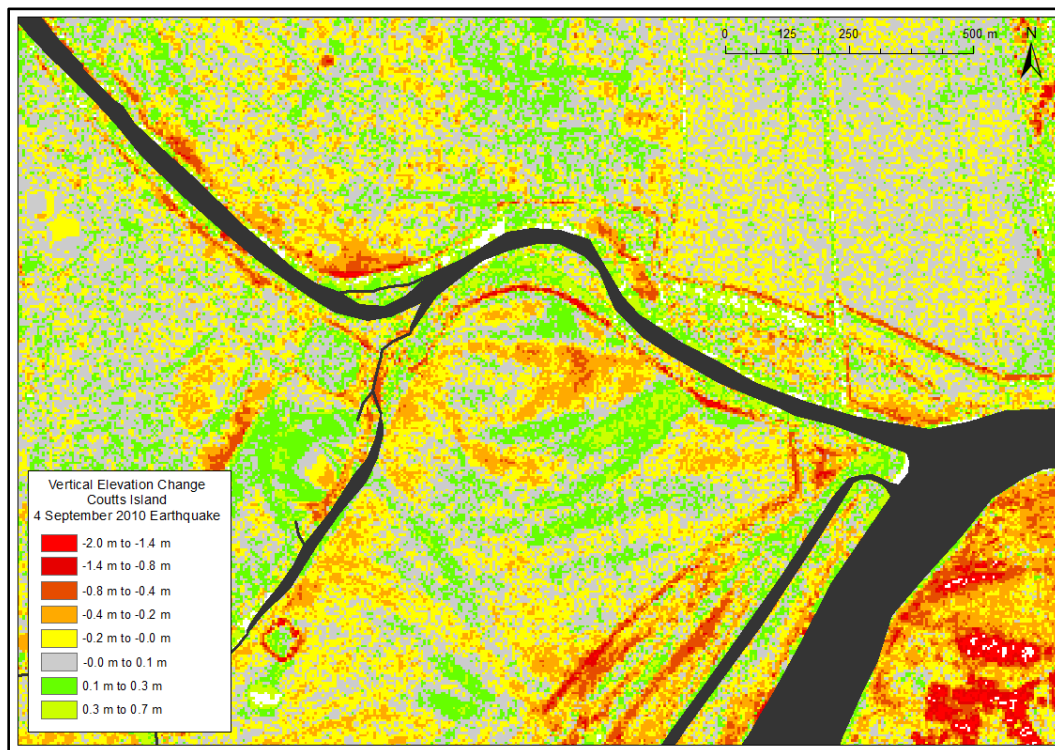 0 125 250 500 m
N
Vertical Elevation Change
Coutts Island
4 September 2010 Earthquake
-2.0 m to -1.4 m
-1.4 m to -0.8 m
-0.8 m to -0.4 m
-0.4 m to -0.2 m
-0.2 m to -0.0 m
-0.0 m to 0.1 m
0.1 m to 0.3 m
0.3 m to 0.7 m